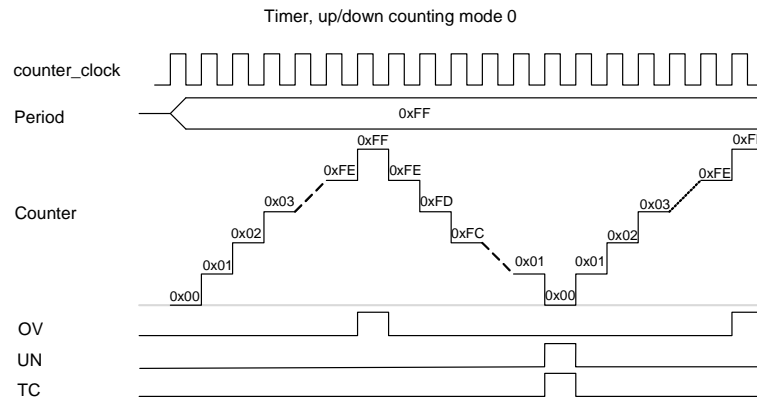 Timer, up/down counting mode 0
counter_clock
Period
0xFF
Counter
0x00
0x01
0x02
0x03
0xFE
0xFF
0xFE
0xFD
0xFC
0x01
0x00
0x01
0x02
0x03
0xFE
OV
UN
TC